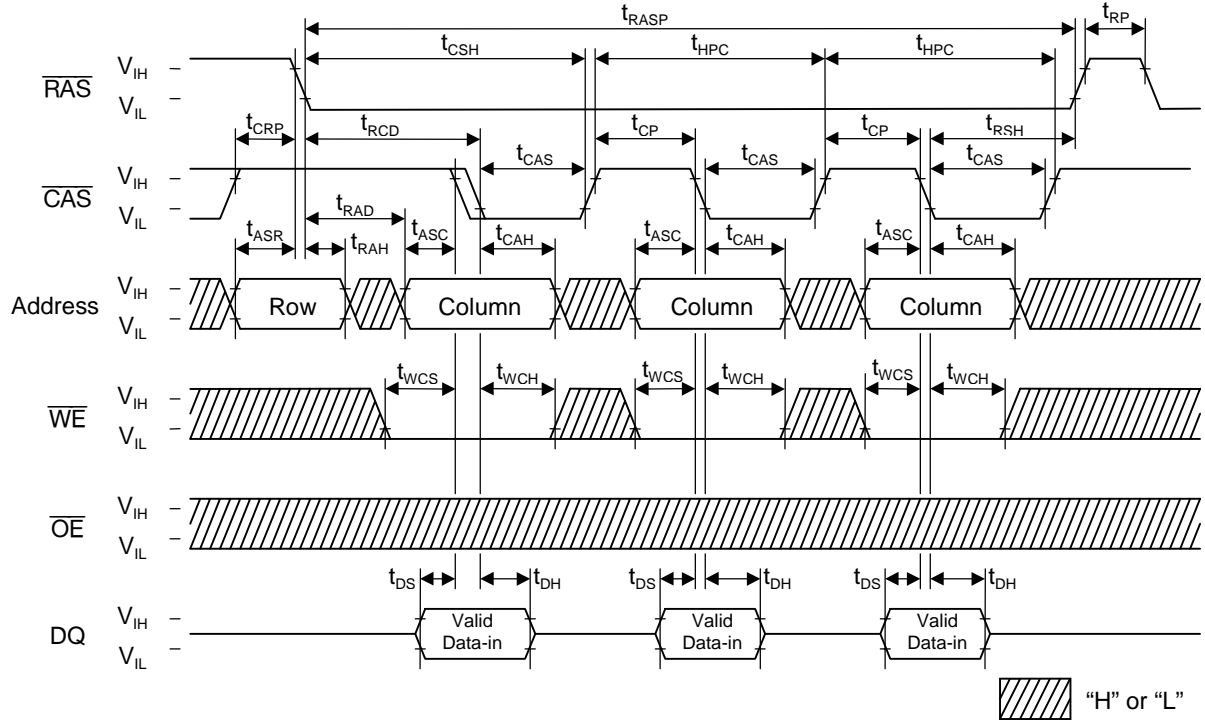 tRASP
tRP
tCSH
tHPC
tHPC
VIH
RAS
VIL
tCRP
tRCD
tCP
tCP
tRSH
tCAS
tCAS
tCAS
VIH
CAS
VIL
tRAD
tASR
tRAH
tASC
tCAH
tASC
tCAH
tASC
tCAH
VIH
Address
VIL
Row
Column
Column
Column
tWCS
tWCH
tWCS
tWCH
tWCS
tWCH
VIH
WE
VIL
VIH
OE
VIL
tDS
tDH
tDS
tDH
tDS
tDH
VIH
DQ
VIL
Valid
Data-in
Valid
Data-in
Valid
Data-in
“H” or “L”